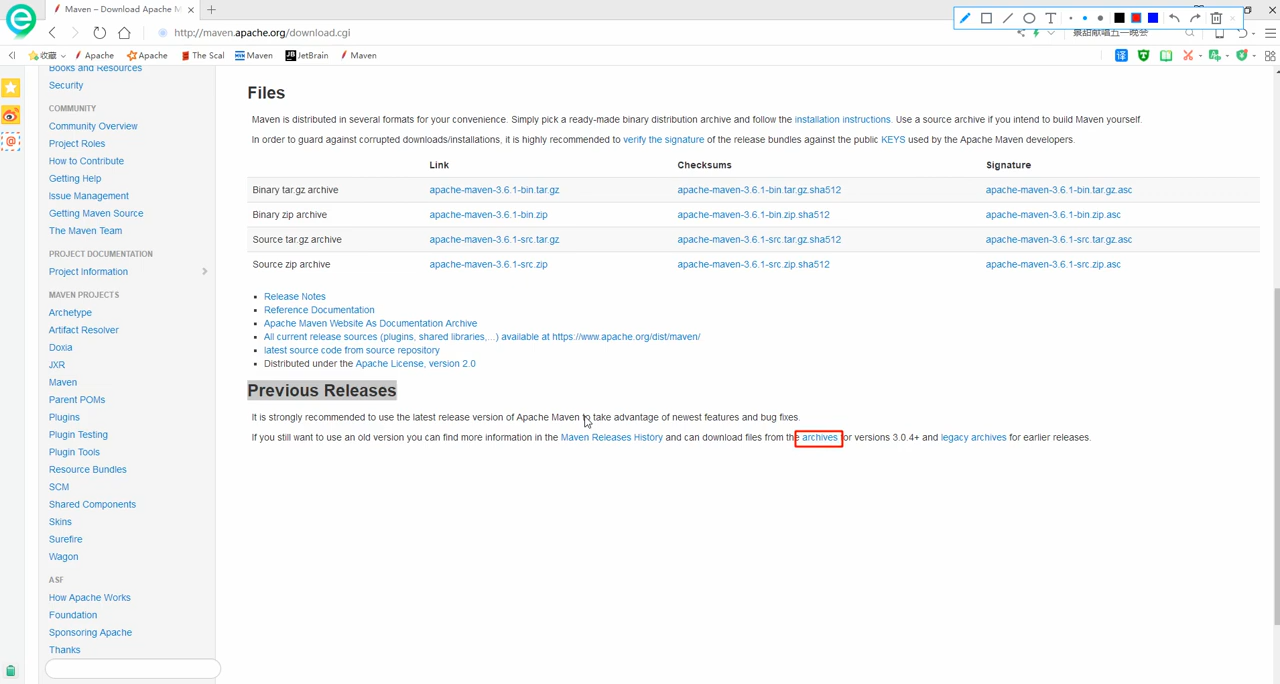 Maven – Download Apache M
http://maven.apache.org/download.cgi
景甜献唱五一晚会
收藏
Apache
Apache
The Scal
Maven
JetBrain
Maven
译
Books and Resources
Security
COMMUNITY
Community Overview
Project Roles
How to Contribute
Getting Help
Issue Management
Getting Maven Source
The Maven Team
PROJECT DOCUMENTATION
Project Information
MAVEN PROJECTS
Archetype
Artifact Resolver
Doxia
JXR
Maven
Parent POMs
Plugins
Plugin Testing
Plugin Tools
Resource Bundles
SCM
Shared Components
Skins
Surefire
Wagon
ASF
How Apache Works
Foundation
Sponsoring Apache
Thanks
Files
Maven is distributed in several formats for your convenience. Simply pick a ready-made binary distribution archive and follow the installation instructions. Use a source archive if you intend to build Maven yourself.
In order to guard against corrupted downloads/installations, it is highly recommended to verify the signature of the release bundles against the public KEYS used by the Apache Maven developers.
Link Checksums Signature
Binary tar.gz archive apache-maven-3.6.1-bin.tar.gz apache-maven-3.6.1-bin.tar.gz.sha512 apache-maven-3.6.1-bin.tar.gz.asc
Binary zip archive apache-maven-3.6.1-bin.zip apache-maven-3.6.1-bin.zip.sha512 apache-maven-3.6.1-bin.zip.asc
Source tar.gz archive apache-maven-3.6.1-src.tar.gz apache-maven-3.6.1-src.tar.gz.sha512 apache-maven-3.6.1-src.tar.gz.asc
Source zip archive apache-maven-3.6.1-src.zip apache-maven-3.6.1-src.zip.sha512 apache-maven-3.6.1-src.zip.asc
Release Notes
Reference Documentation
Apache Maven Website As Documentation Archive
All current release sources (plugins, shared libraries,...) available at https://www.apache.org/dist/maven/
latest source code from source repository
Distributed under the Apache License, version 2.0
Previous Releases
It is strongly recommended to use the latest release version of Apache Maven to take advantage of newest features and bug fixes.
If you still want to use an old version you can find more information in the Maven Releases History and can download files from the archives for versions 3.0.4+ and legacy archives for earlier releases.